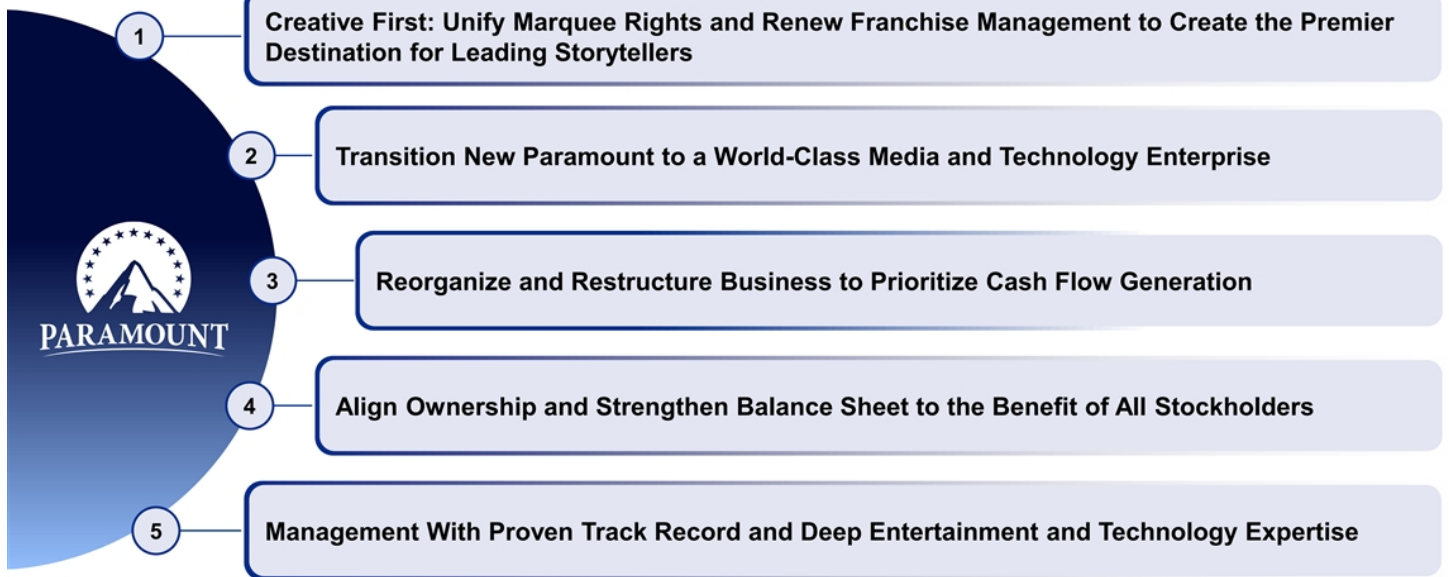 1
Creative First: Unify Marquee Rights and Renew Franchise Management to Create the Premier
Destination for Leading Storytellers
2
Transition New Paramount to a World-Class Media and Technology Enterprise
PARAMOUNT
3
Reorganize and Restructure Business to Prioritize Cash Flow Generation
4
Align Ownership and Strengthen Balance Sheet to the Benefit of All Stockholders
5
Management With Proven Track Record and Deep Entertainment and Technology Expertise